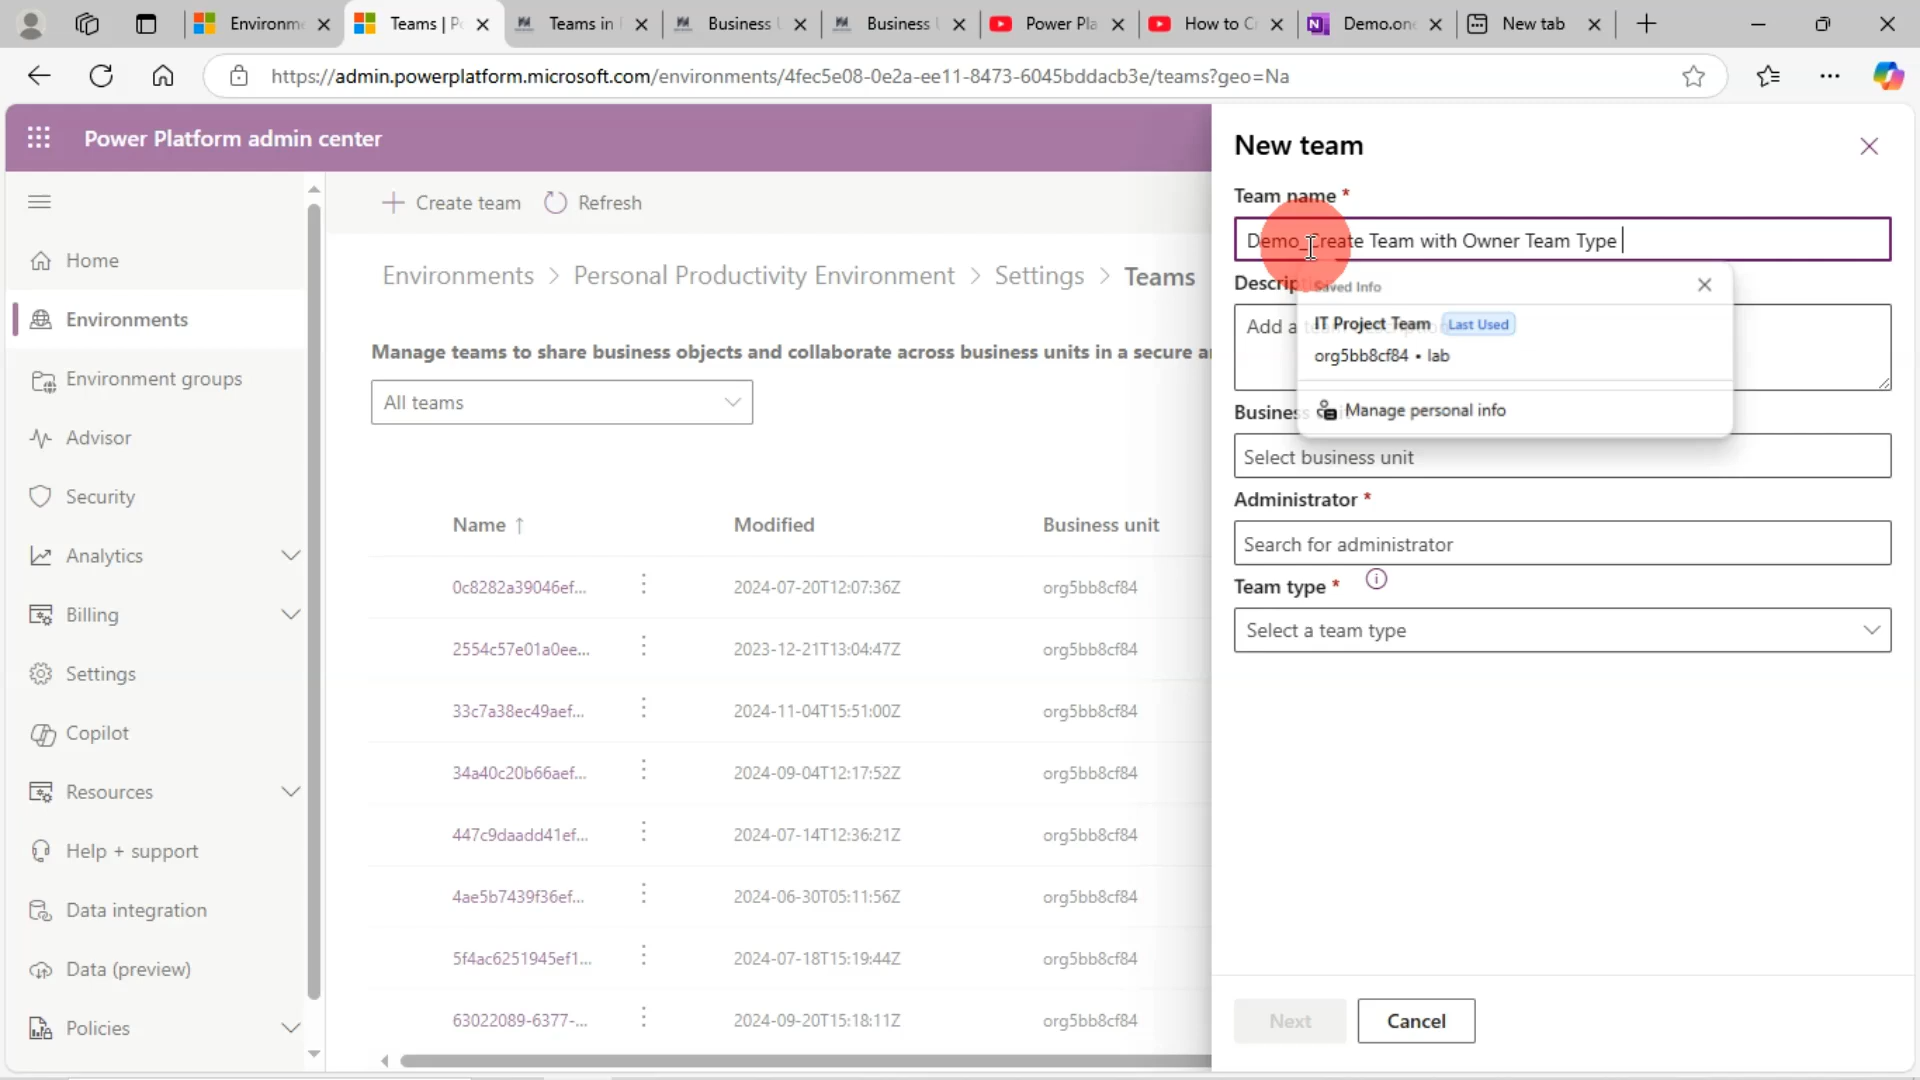 Environme
Teams | Po
Teams in
Business U
Business U
Power Pla
How to Cr
Demo.one
New tab
https://admin.powerplatform.microsoft.com/environments/4fec5e08-0e2a-ee11-8473-6045bddacb3e/teams?geo=Na
Power Platform admin center
Home
Environments
Environment groups
Advisor
Security
Analytics
Billing
Settings
Copilot
Resources
Help + support
Data integration
Data (preview)
Policies
Create team
Refresh
Environments > Personal Productivity Environment > Settings > Teams
Manage teams to share business objects and collaborate across business units in a secure
All teams
Name ↑ Modified Business unit
0c8282a39046ef... 2024-07-20T12:07:36Z org5bb8cf84
2554c57e01a0ee... 2023-12-21T13:04:47Z org5bb8cf84
33c7a38ec49aef... 2024-11-04T15:51:00Z org5bb8cf84
34a40c20b66aef... 2024-09-04T12:17:52Z org5bb8cf84
447c9daadd41ef... 2024-07-14T12:36:21Z org5bb8cf84
4ae5b7439f36ef... 2024-06-30T05:11:56Z org5bb8cf84
5f4ac6251945ef1... 2024-07-18T15:19:44Z org5bb8cf84
63022089-6377-... 2024-09-20T15:18:11Z org5bb8cf84
New team
Team name *
Demo_Create Team with Owner Team Type
Descriptio
Saved Info
Add a
IT Project Team Last Used
org5bb8cf84 • lab
Manage personal info
Business
Select business unit
Administrator *
Search for administrator
Team type *
Select a team type
Next
Cancel